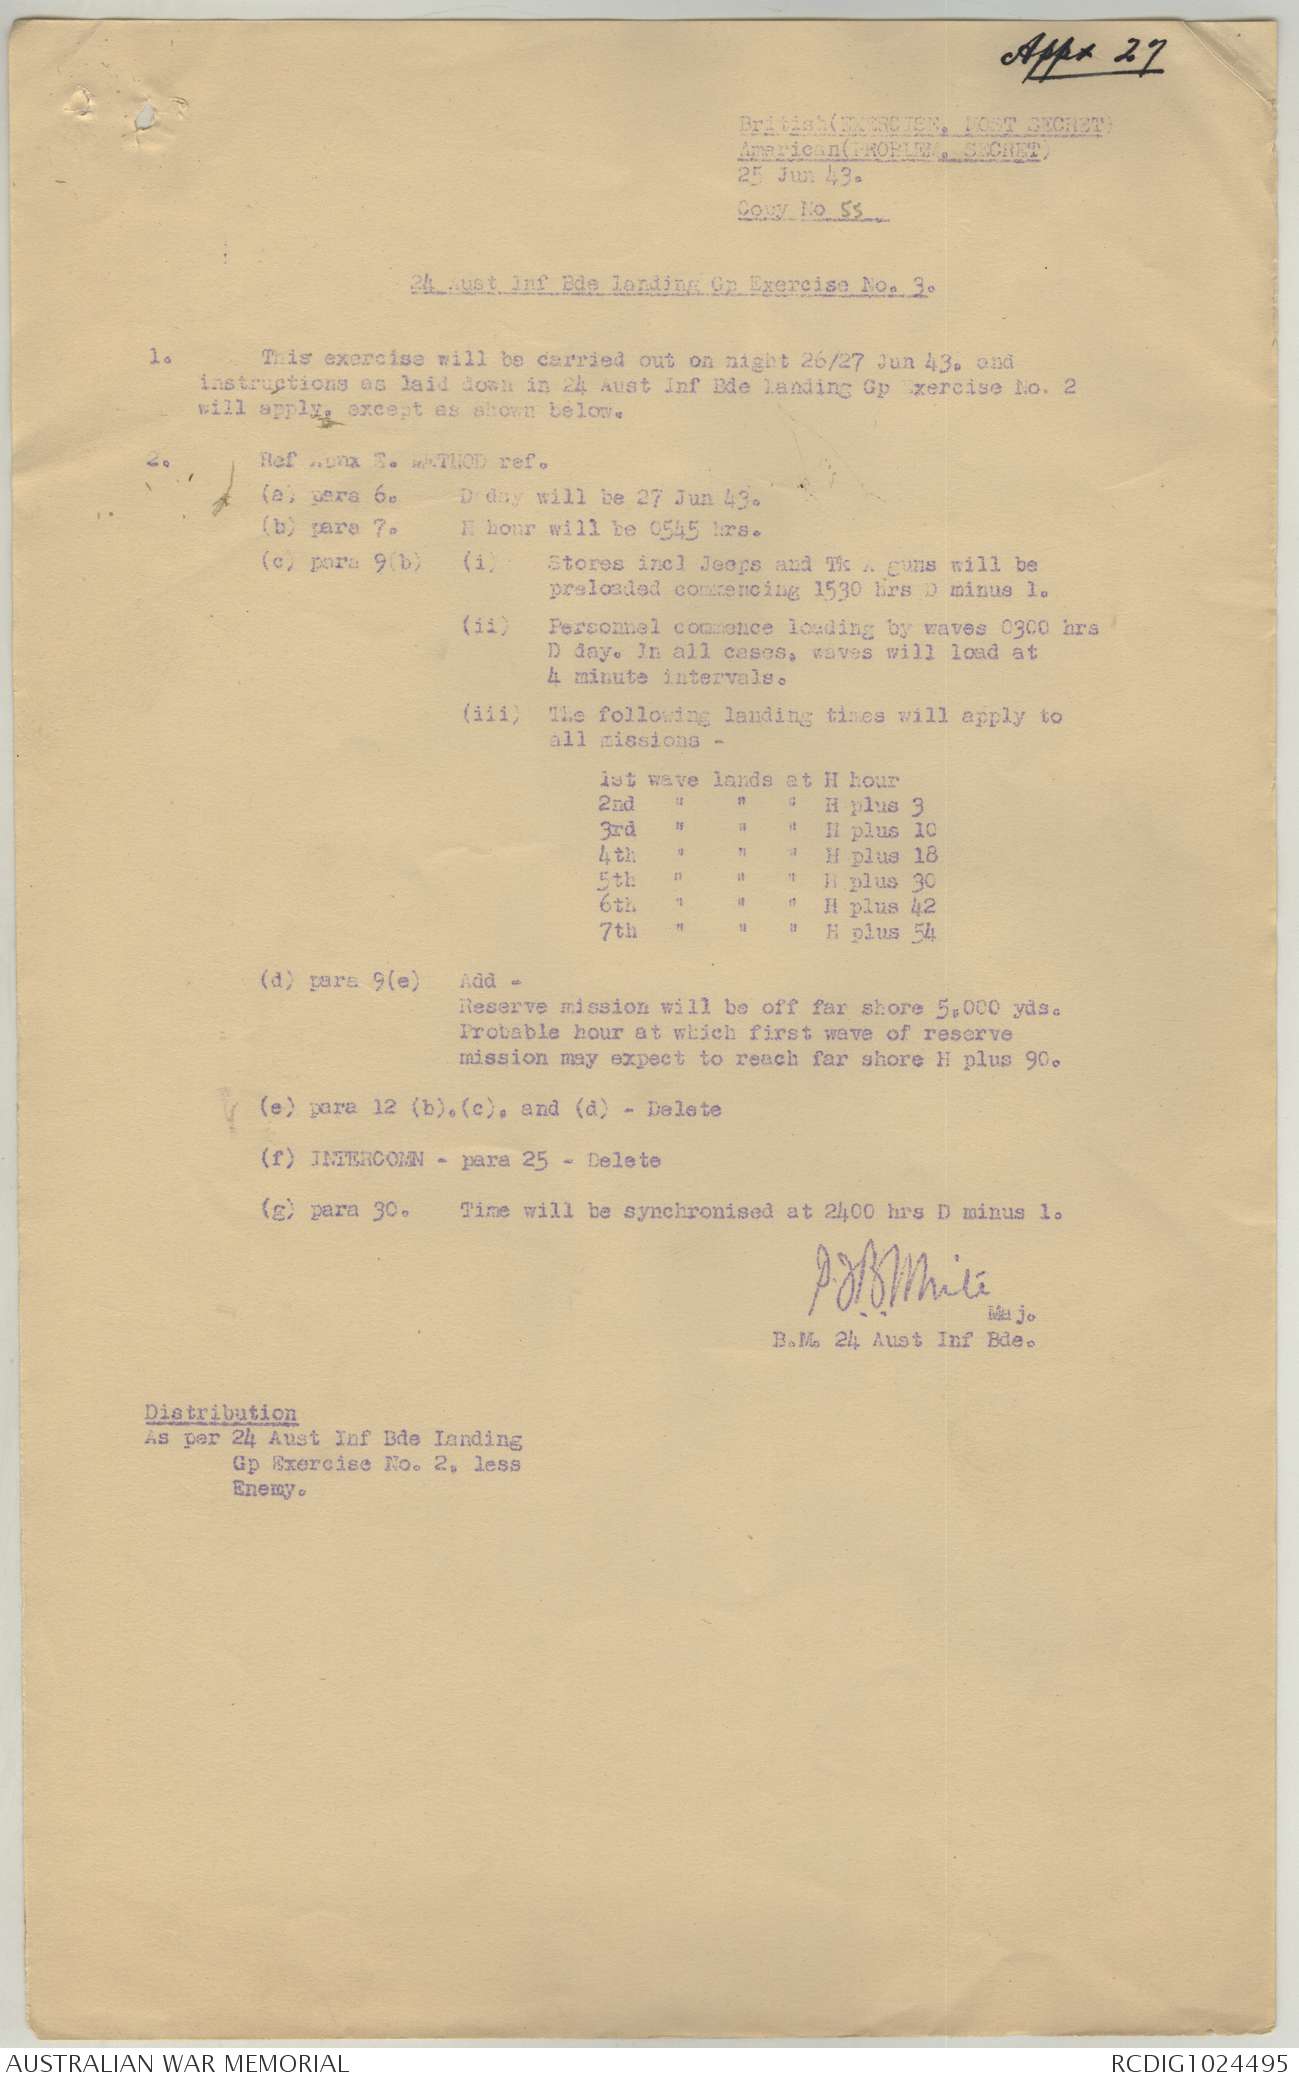 Appx 27
British(EXERCISE, MOST SECRET)
American(PROBLEM, SECRET)
25 Jun 43.
Copy No 55.
24 Aust Inf Bde landing Gp Exercise No. 3.
1. This exercise will be carried out on night 26/27 Jun 43. and
instructions as laid down in 24 Aust Inf Bde landing Gp Exercise No. 2
will apply, except as shown below.
2. Ref E. METHOD ref.
(a) para 6. D day will be 27 Jun 43.
(b) para 7. H hour will be 0545 hrs.
(c) para 9(b) (i) Stores incl Jeeps and Tk A guns will be
preloaded commencing 1530 hrs D minus 1.
(ii) Personnel commence loading by waves 0300 hrs
D day. In all cases, waves will load at
4 minute intervals.
(iii) The following landing times will apply to
all missions -
1st wave lands at H hour
2nd " " " H plus 3
3rd " " " H plus 10
4th " " " H plus 18
5th " " " H plus 30
6th " " " H plus 42
7th " " " H plus 54
(d) para 9(e) Add -
Reserve mission will be off far shore 5,000 yds.
Probable hour at which first wave of reserve
mission may expect to reach far shore H plus 90.
(e) para 12 (b).(c), and (d) - Delete
(f) INTERCOMN - para 25 - Delete
(g) para 30. Time will be synchronised at 2400 hrs D minus 1.
White
Maj.
B.M. 24 Aust Inf Bde.
Distribution
As per 24 Aust Inf Bde Landing
Gp Exercise No. 2, less
Enemy.
AUSTRALIAN WAR MEMORIAL
RCDIG1024495